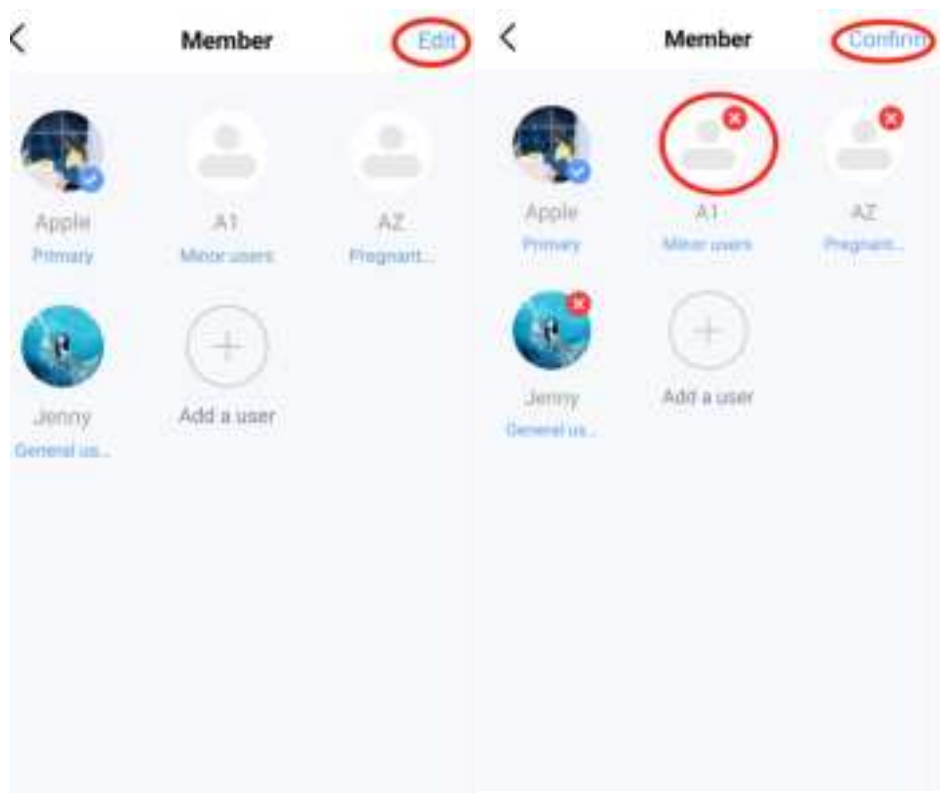 Member Edit
Apple A1 AZ
Primary Minor users Pregnant...
Jenny Add a user
General us...
Member Confirm
Apple A1 AZ
Primary Minor users Pregnant...
Jenny Add a user
General us...